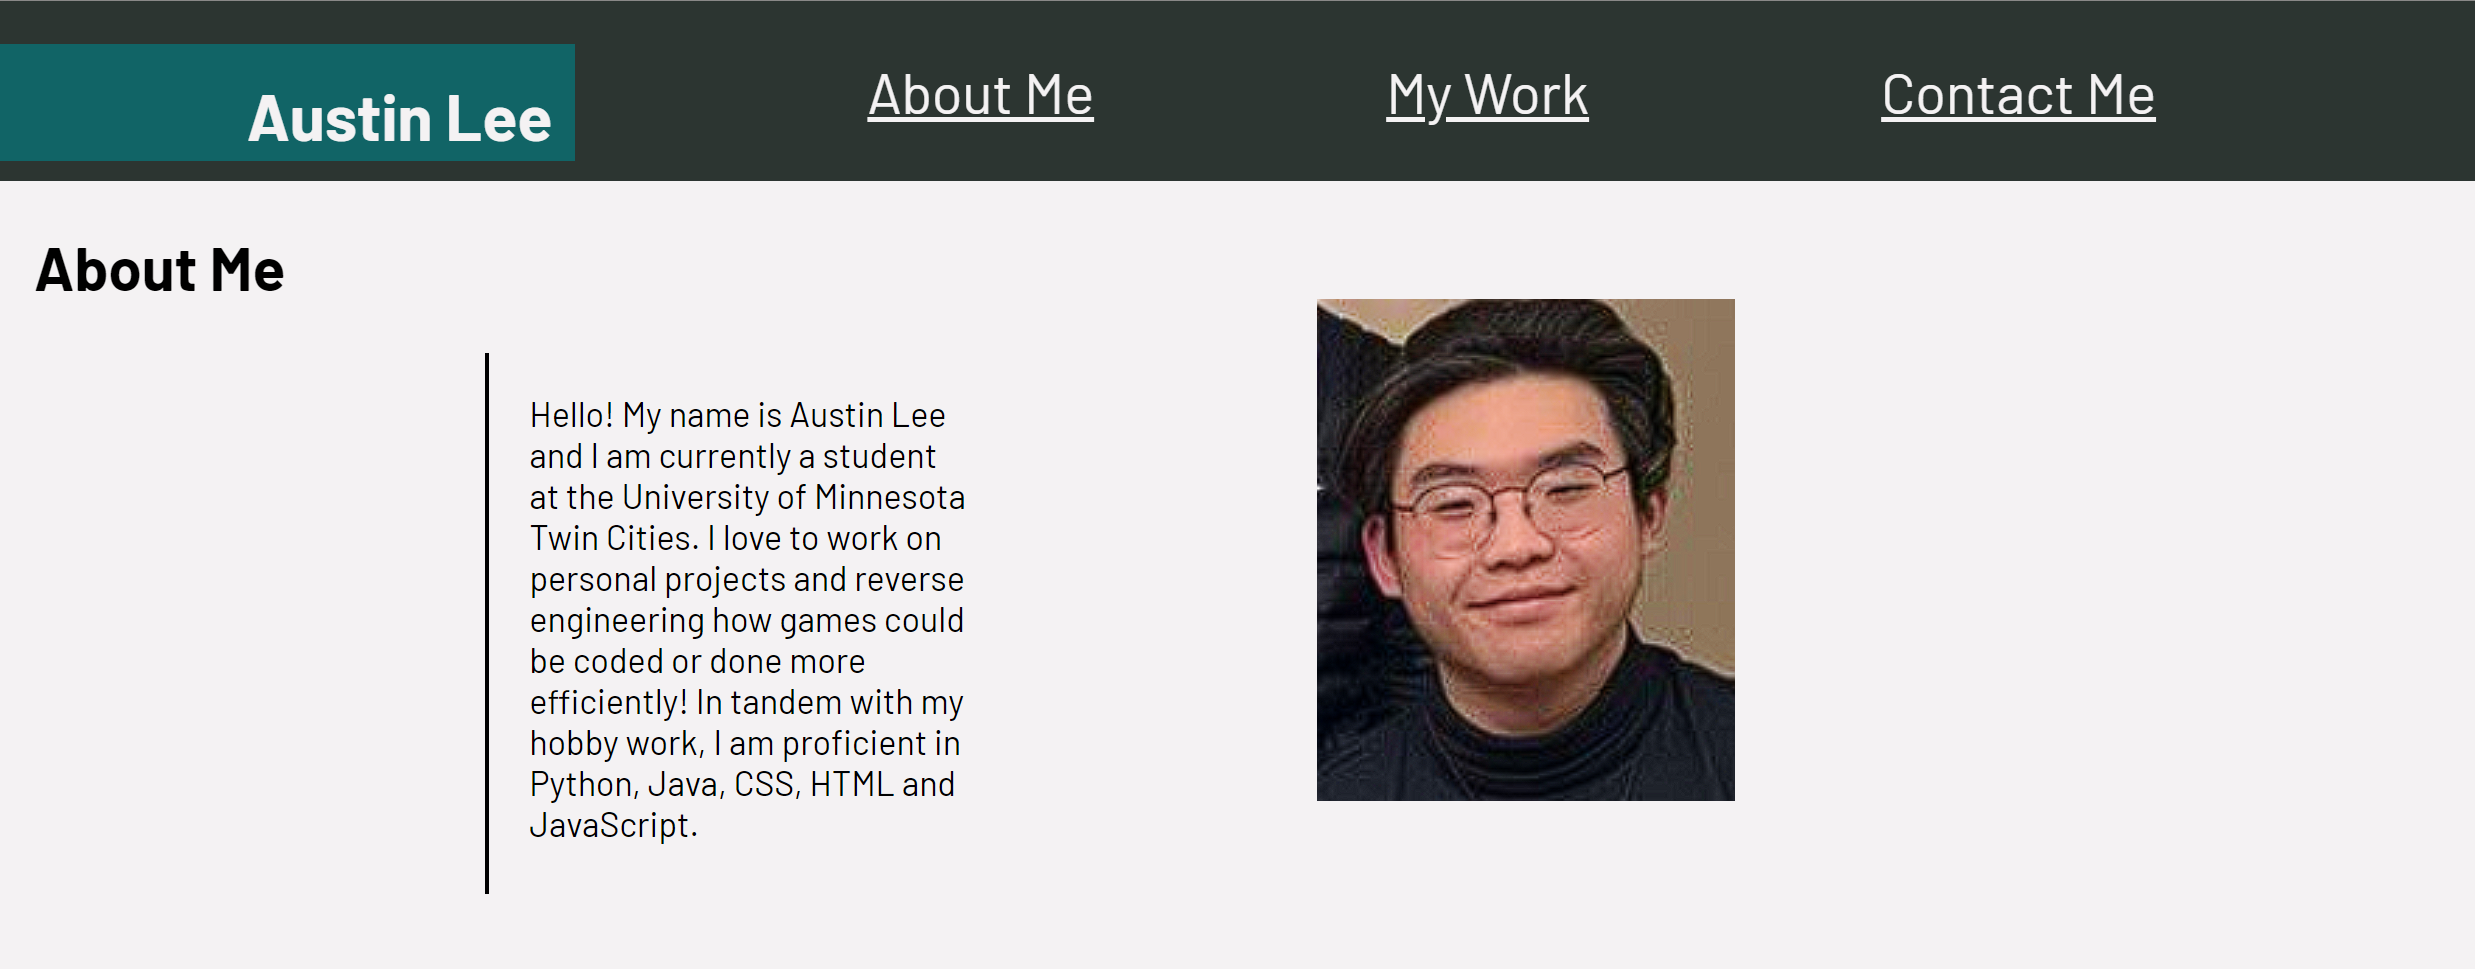 Austin Lee
About Me
My Work
Contact Me
About Me
Hello! My name is Austin Lee
and I am currently a student
at the University of Minnesota
Twin Cities. I love to work on
personal projects and reverse
engineering how games could
be coded or done more
efficiently! In tandem with my
hobby work, I am proficient in
Python, Java, CSS, HTML and
JavaScript.